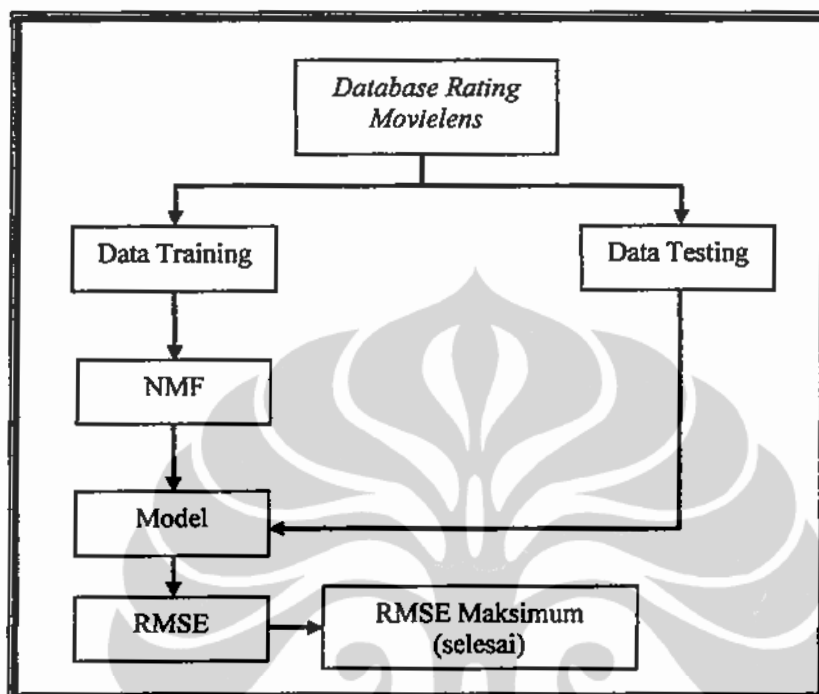 Database Rating
Movielens
Data Training
Data Testing
NMF
Model
RMSE
RMSE Maksimum
(selesai)